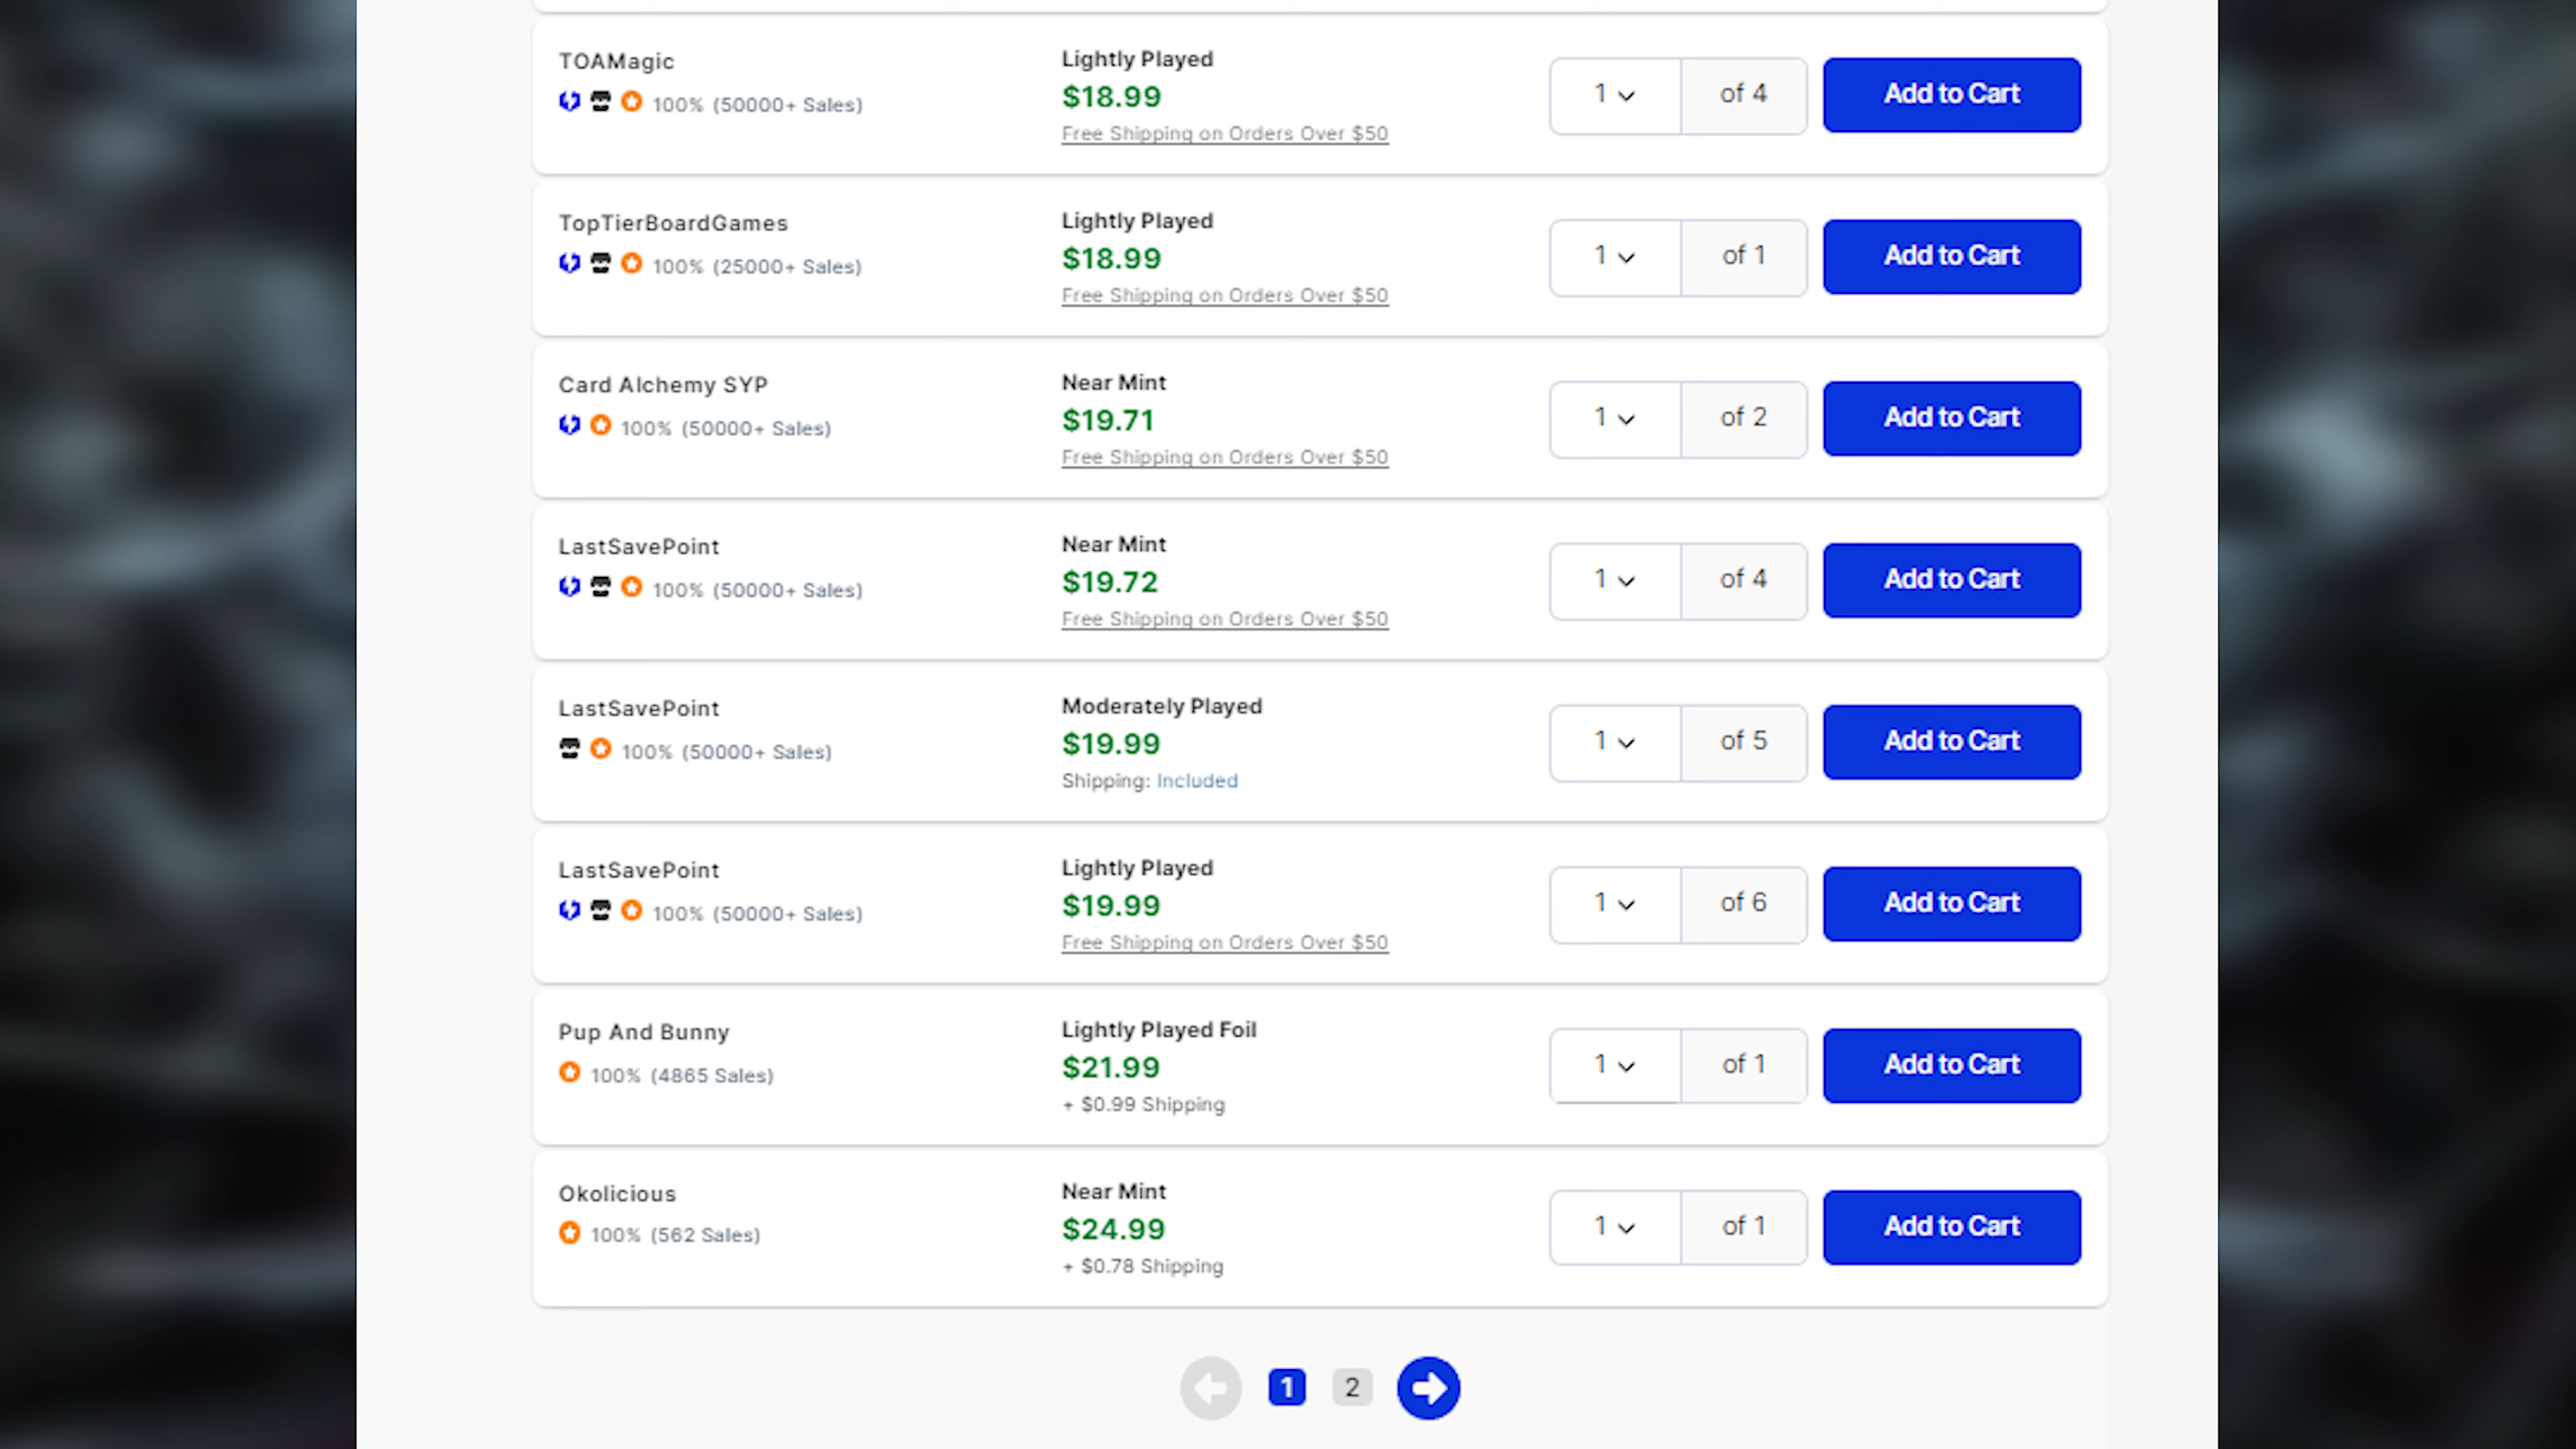 TOAMagic
100% (50000+ Sales)
Lightly Played
$18.99
Free Shipping on Orders Over $50
1
of 4
Add to Cart
TopTierBoardGames
100% (25000+ Sales)
Lightly Played
$18.99
Free Shipping on Orders Over $50
1
of 1
Add to Cart
Card Alchemy SYP
100% (50000+ Sales)
Near Mint
$19.71
Free Shipping on Orders Over $50
1
of 2
Add to Cart
LastSavePoint
100% (50000+ Sales)
Near Mint
$19.72
Free Shipping on Orders Over $50
1
of 4
Add to Cart
LastSavePoint
100% (50000+ Sales)
Moderately Played
$19.99
Shipping: Included
1
of 5
Add to Cart
LastSavePoint
100% (50000+ Sales)
Lightly Played
$19.99
Free Shipping on Orders Over $50
1
of 6
Add to Cart
Pup And Bunny
100% (4865 Sales)
Lightly Played Foil
$21.99
+ $0.99 Shipping
1
of 1
Add to Cart
Okolicious
100% (562 Sales)
Near Mint
$24.99
+ $0.78 Shipping
1
of 1
Add to Cart
1 2